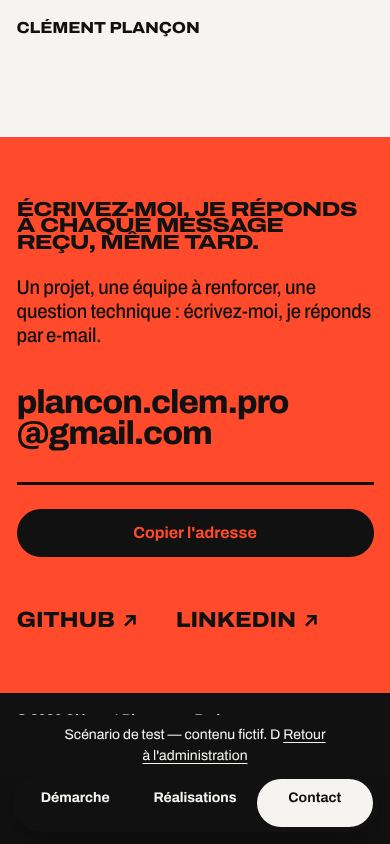 CLÉMENT PLANÇON
ÉCRIVEZ-MOI, JE RÉPONDS
À CHAQUE MESSAGE
REÇU, MÊME TARD.
Un projet, une équipe à renforcer, une
question technique : écrivez-moi, je réponds
par e-mail.
plancon.clem.pro
@gmail.com
Copier l'adresse
GITHUB ↗ LINKEDIN ↗
Scénario de test — contenu fictif. D Retour
à l'administration
Démarche Réalisations Contact